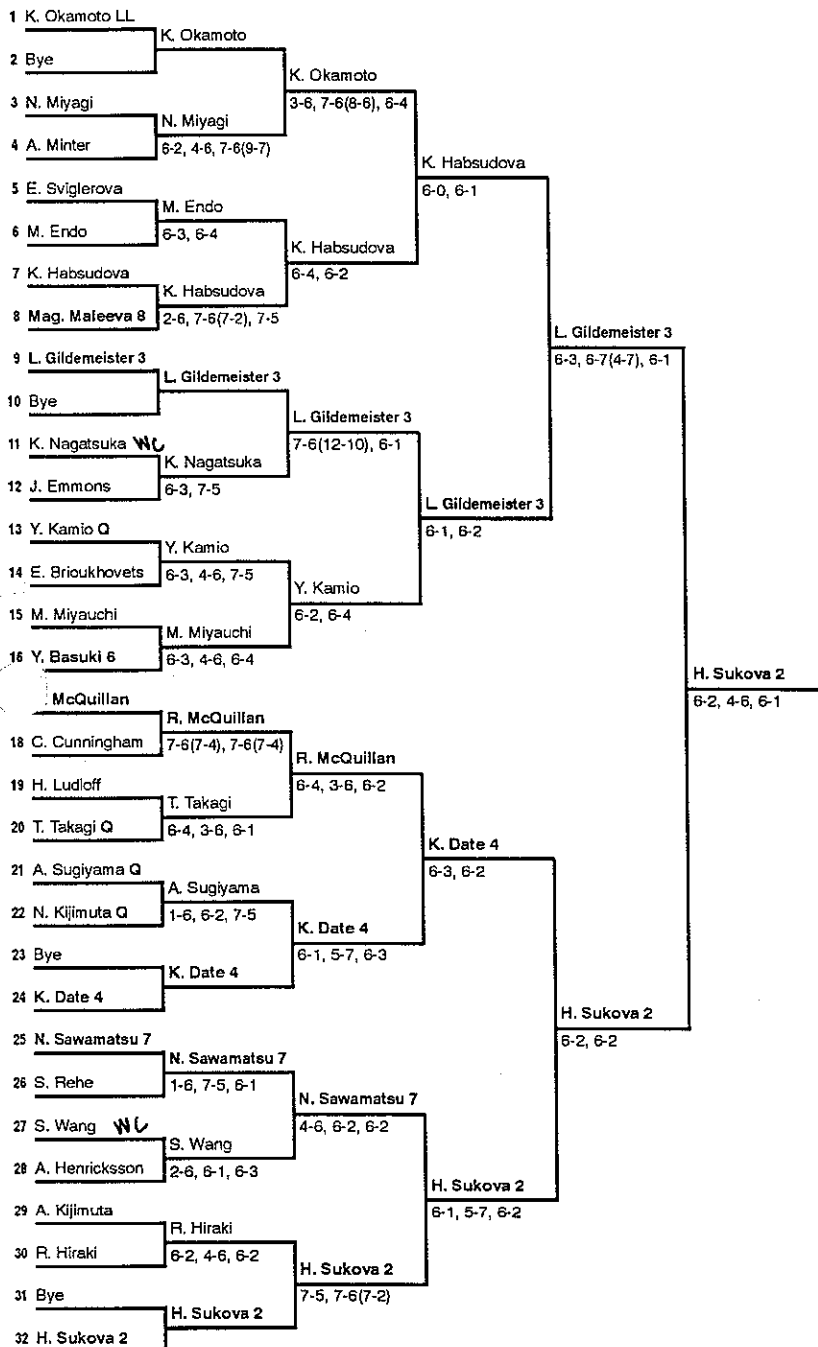 1 K. Okamoto LL
K. Okamoto
2 Bye
K. Okamoto
3-6, 7-6(8-6), 6-4
3 N. Miyagi
N. Miyagi
6-2, 4-6, 7-6(9-7)
4 A. Minter
K. Habsudova
6-0, 6-1
5 E. Sviglerova
M. Endo
6-3, 6-4
6 M. Endo
K. Habsudova
6-4, 6-2
7 K. Habsudova
K. Habsudova
2-6, 7-6(7-2), 7-5
8 Mag. Maleeva 8
L. Gildemeister 3
6-3, 6-7(4-7), 6-1
9 L. Gildemeister 3
L. Gildemeister 3
10 Bye
L. Gildemeister 3
7-6(12-10), 6-1
11 K. Nagatsuka WC
K. Nagatsuka
6-3, 7-5
12 J. Emmons
L. Gildemeister 3
6-1, 6-2
13 Y. Kamio Q
Y. Kamio
6-3, 4-6, 7-5
14 E. Brioukhovets
Y. Kamio
6-2, 6-4
15 M. Miyauchi
M. Miyauchi
6-3, 4-6, 6-4
16 Y. Basuki 6
H. Sukova 2
6-2, 4-6, 6-1
McQuillan
R. McQuillan
7-6(7-4), 7-6(7-4)
18 C. Cunningham
R. McQuillan
6-4, 3-6, 6-2
19 H. Ludloff
T. Takagi
6-4, 3-6, 6-1
20 T. Takagi Q
K. Date 4
6-3, 6-2
21 A. Sugiyama Q
A. Sugiyama
1-6, 6-2, 7-5
22 N. Kijimuta Q
K. Date 4
6-1, 5-7, 6-3
23 Bye
K. Date 4
24 K. Date 4
H. Sukova 2
6-2, 6-2
25 N. Sawamatsu 7
N. Sawamatsu 7
1-6, 7-5, 6-1
26 S. Rehe
N. Sawamatsu 7
4-6, 6-2, 6-2
27 S. Wang WC
S. Wang
2-6, 6-1, 6-3
28 A. Henricksson
H. Sukova 2
6-1, 5-7, 6-2
29 A. Kijimuta
R. Hiraki
6-2, 4-6, 6-2
30 R. Hiraki
H. Sukova 2
7-5, 7-6(7-2)
31 Bye
H. Sukova 2
32 H. Sukova 2